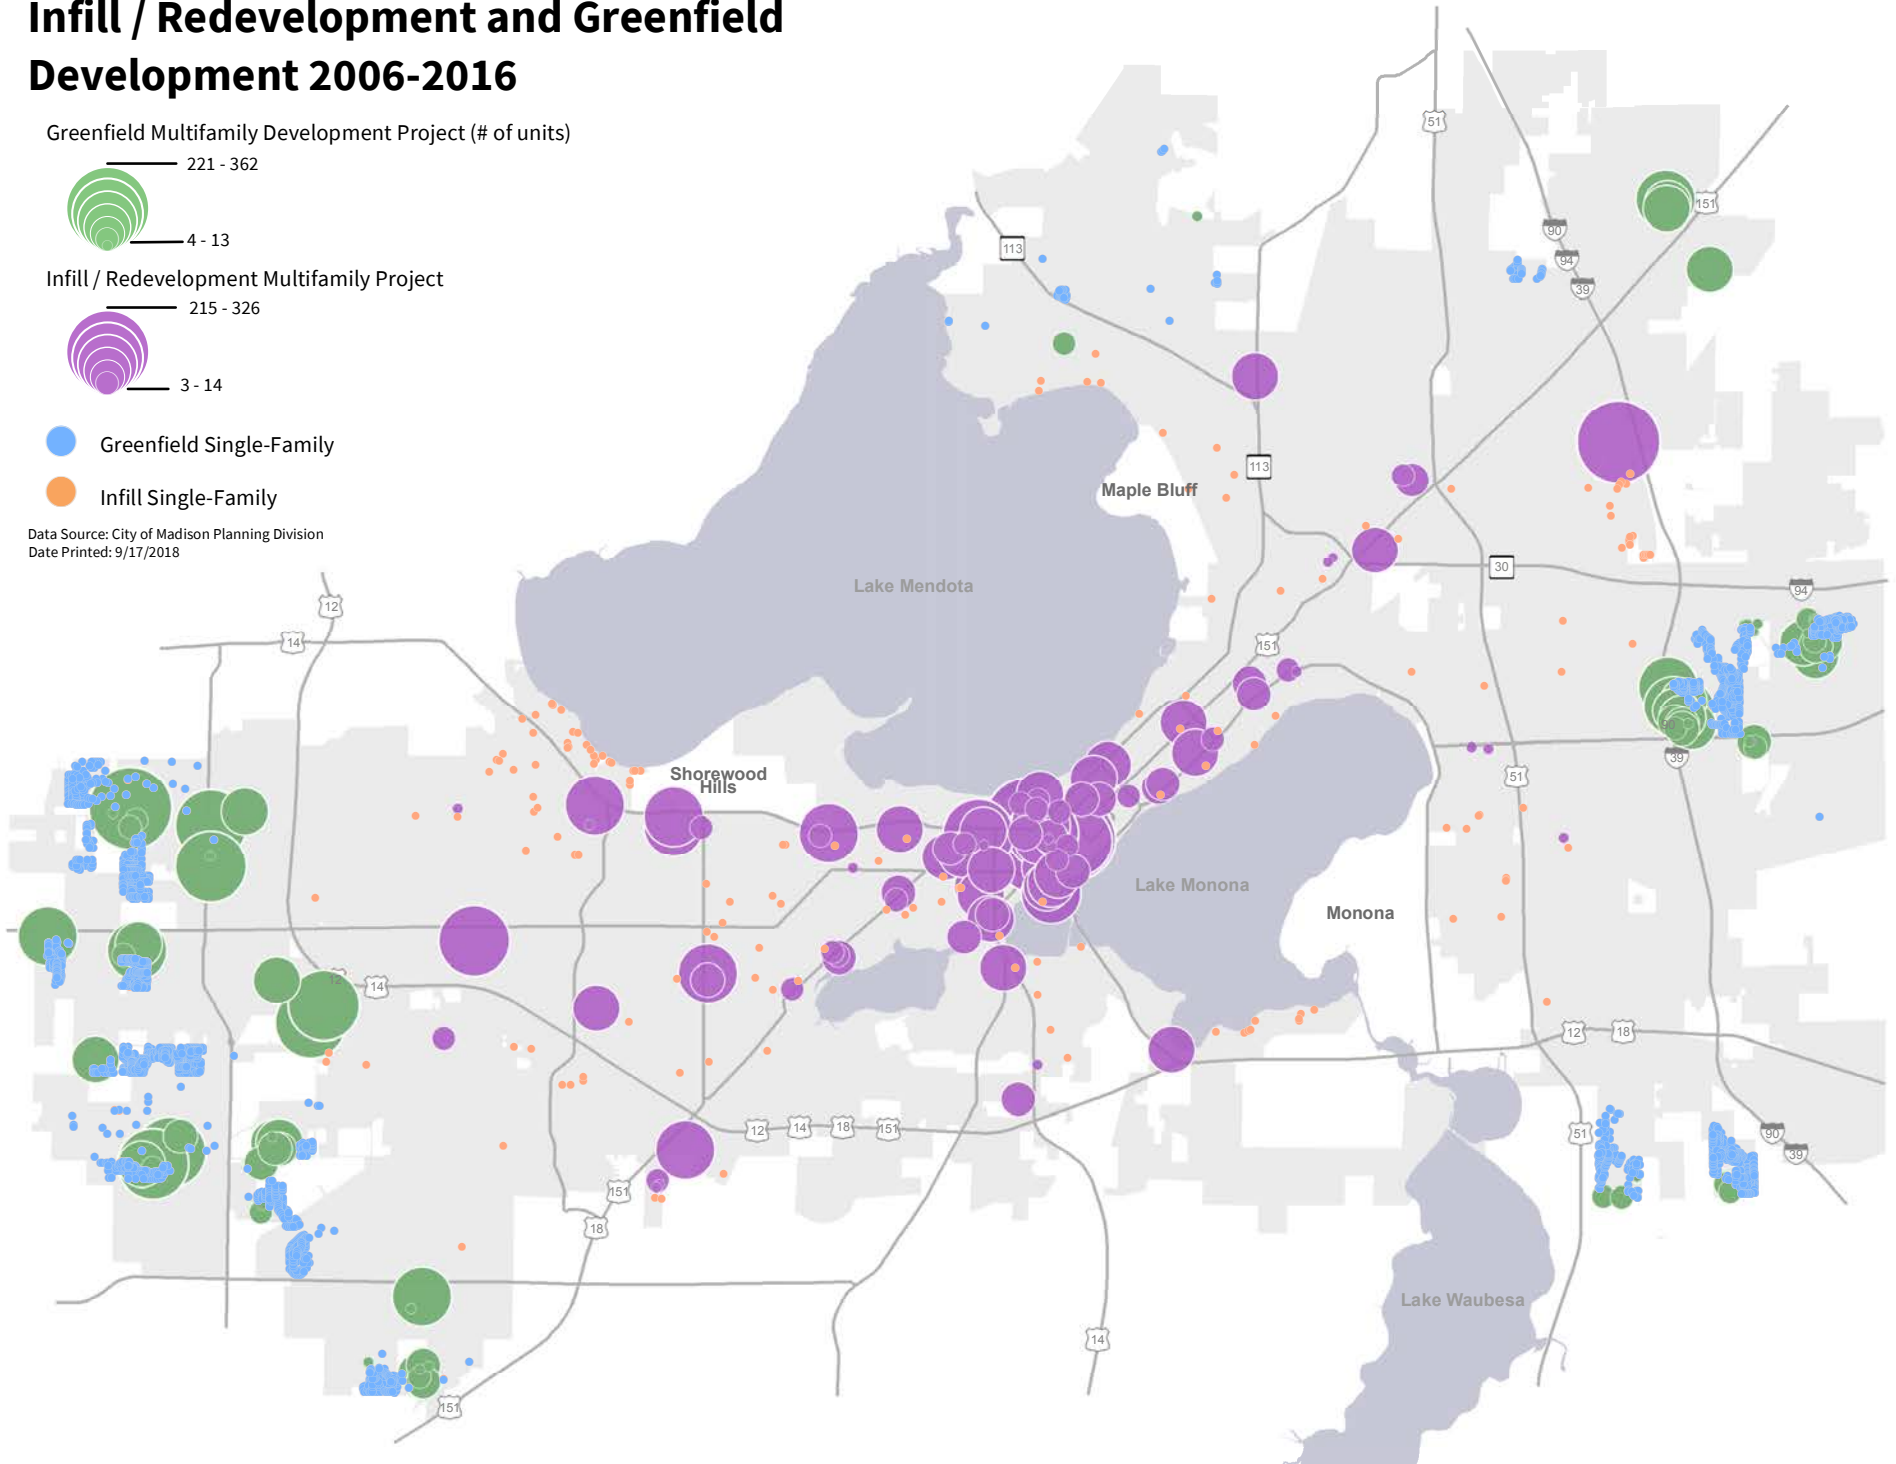 Infill / Redevelopment and Greenfield
Development 2006-2016
Greenfield Multifamily Development Project (# of units)
221 - 362
4 - 13
Infill / Redevelopment Multifamily Project
215 - 326
3 - 14
Greenfield Single-Family
Infill Single-Family
Data Source: City of Madison Planning Division
Date Printed: 9/17/2018
51
151
90
94
39
113
113
Maple Bluff
30
94
Lake Mendota
12
14
151
Shorewood
Hills
39
51
Lake Monona
Monona
12
14
12
18
12
14
18
151
51
90
39
151
18
Lake Waubesa
14
151